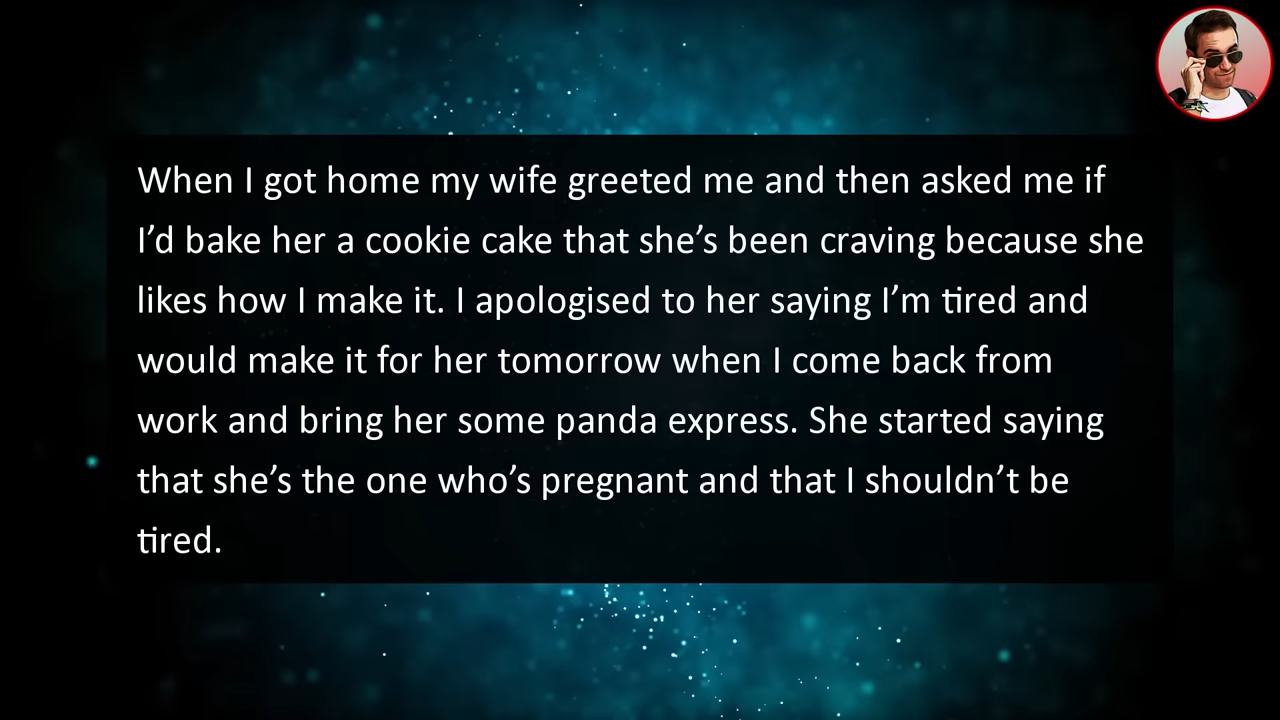 When I got home my wife greeted me and then asked me if
I’d bake her a cookie cake that she’s been craving because she
likes how I make it. I apologised to her saying I’m tired and
would make it for her tomorrow when I come back from
work and bring her some panda express. She started saying
that she’s the one who’s pregnant and that I shouldn’t be
tired.